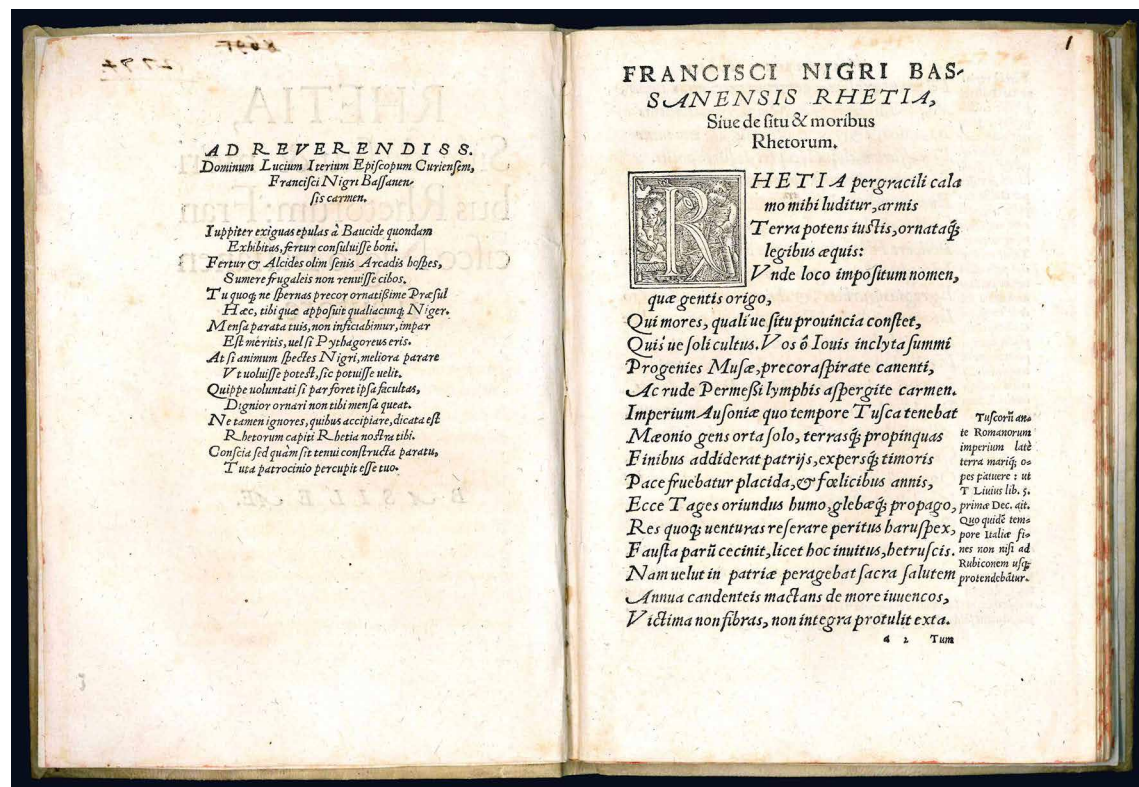 AD REVERENDISS.
Dominum Lucium Iterium Episcopum Curiensem,
Francisci Nigri Bassanen-
sis carmen.
Iuppiter exiguas epulas à Baucide quondam
Exhibitas, fertur consuluisse boni.
Fertur & Alcides olim senis Arcadis hospes,
Sumere frugaleis non renuisse cibos.
Tu quoq; ne spernas precor ornatißime Præsul
Hæc, tibi quæ apposuit qualiacunq; Niger.
Mensa parata tuis, non inficiabimur, impar
Est meritis, uel si Pythagoreus eris.
At si animum spectes Nigri, meliora parare
Vt uoluisse potest, sic potuisse uelit.
Quippe uoluntati si par foret ipsa facultas,
Dignior ornari non tibi mensa queat.
Ne tamen ignores, quibus accipiare, dicata est
Rhetorum capiti Rhetia nostra tibi.
Conscia sed quàm sit tenui constructa paratu,
Tuta patrocinio percupit esse tuo.
1
FRANCISCI NIGRI BAS-
SANENSIS RHETIA,
Siue de situ & moribus
Rhetorum.
RHETIA pergracili cala
mo mihi luditur, armis
Terra potens iustis, ornataq́;
legibus æquis:
Vnde loco impositum nomen,
quæ gentis origo,
Qui mores, quali'ue situ prouincia constet,
Quis'ue soli cultus. Vos ô Iouis inclyta summi
Progenies Musæ, precor aspirate canenti,
Ac rude Permeßi lymphis aspergite carmen.
Imperium Ausoniæ quo tempore Tusca tenebat
Mæonio gens orta solo, terrasq́; propinquas
Finibus addiderat patrijs, expersq́; timoris
Pace fruebatur placida, & fœlicibus annis,
Ecce Tages oriundus humo, glebæq́; propago,
Res quoq; uenturas reserare peritus haruspex,
Fausta parū cecinit, licet hoc inuitus, hetruscis.
Nam uelut in patriæ peragebat sacra salutem
Annua candenteis mactans de more iuuencos,
Victima non fibras, non integra protulit exta.
Tuscorū an-
te Romanorum
imperium latè
terra mariq; o-
pes patuere: ut
T Liuius lib. 5.
primæ Dec. ait.
Quo quidē tem-
pore Italiæ fi-
nes non nisi ad
Rubiconem usq;
protendebātur.
a 2 Tum